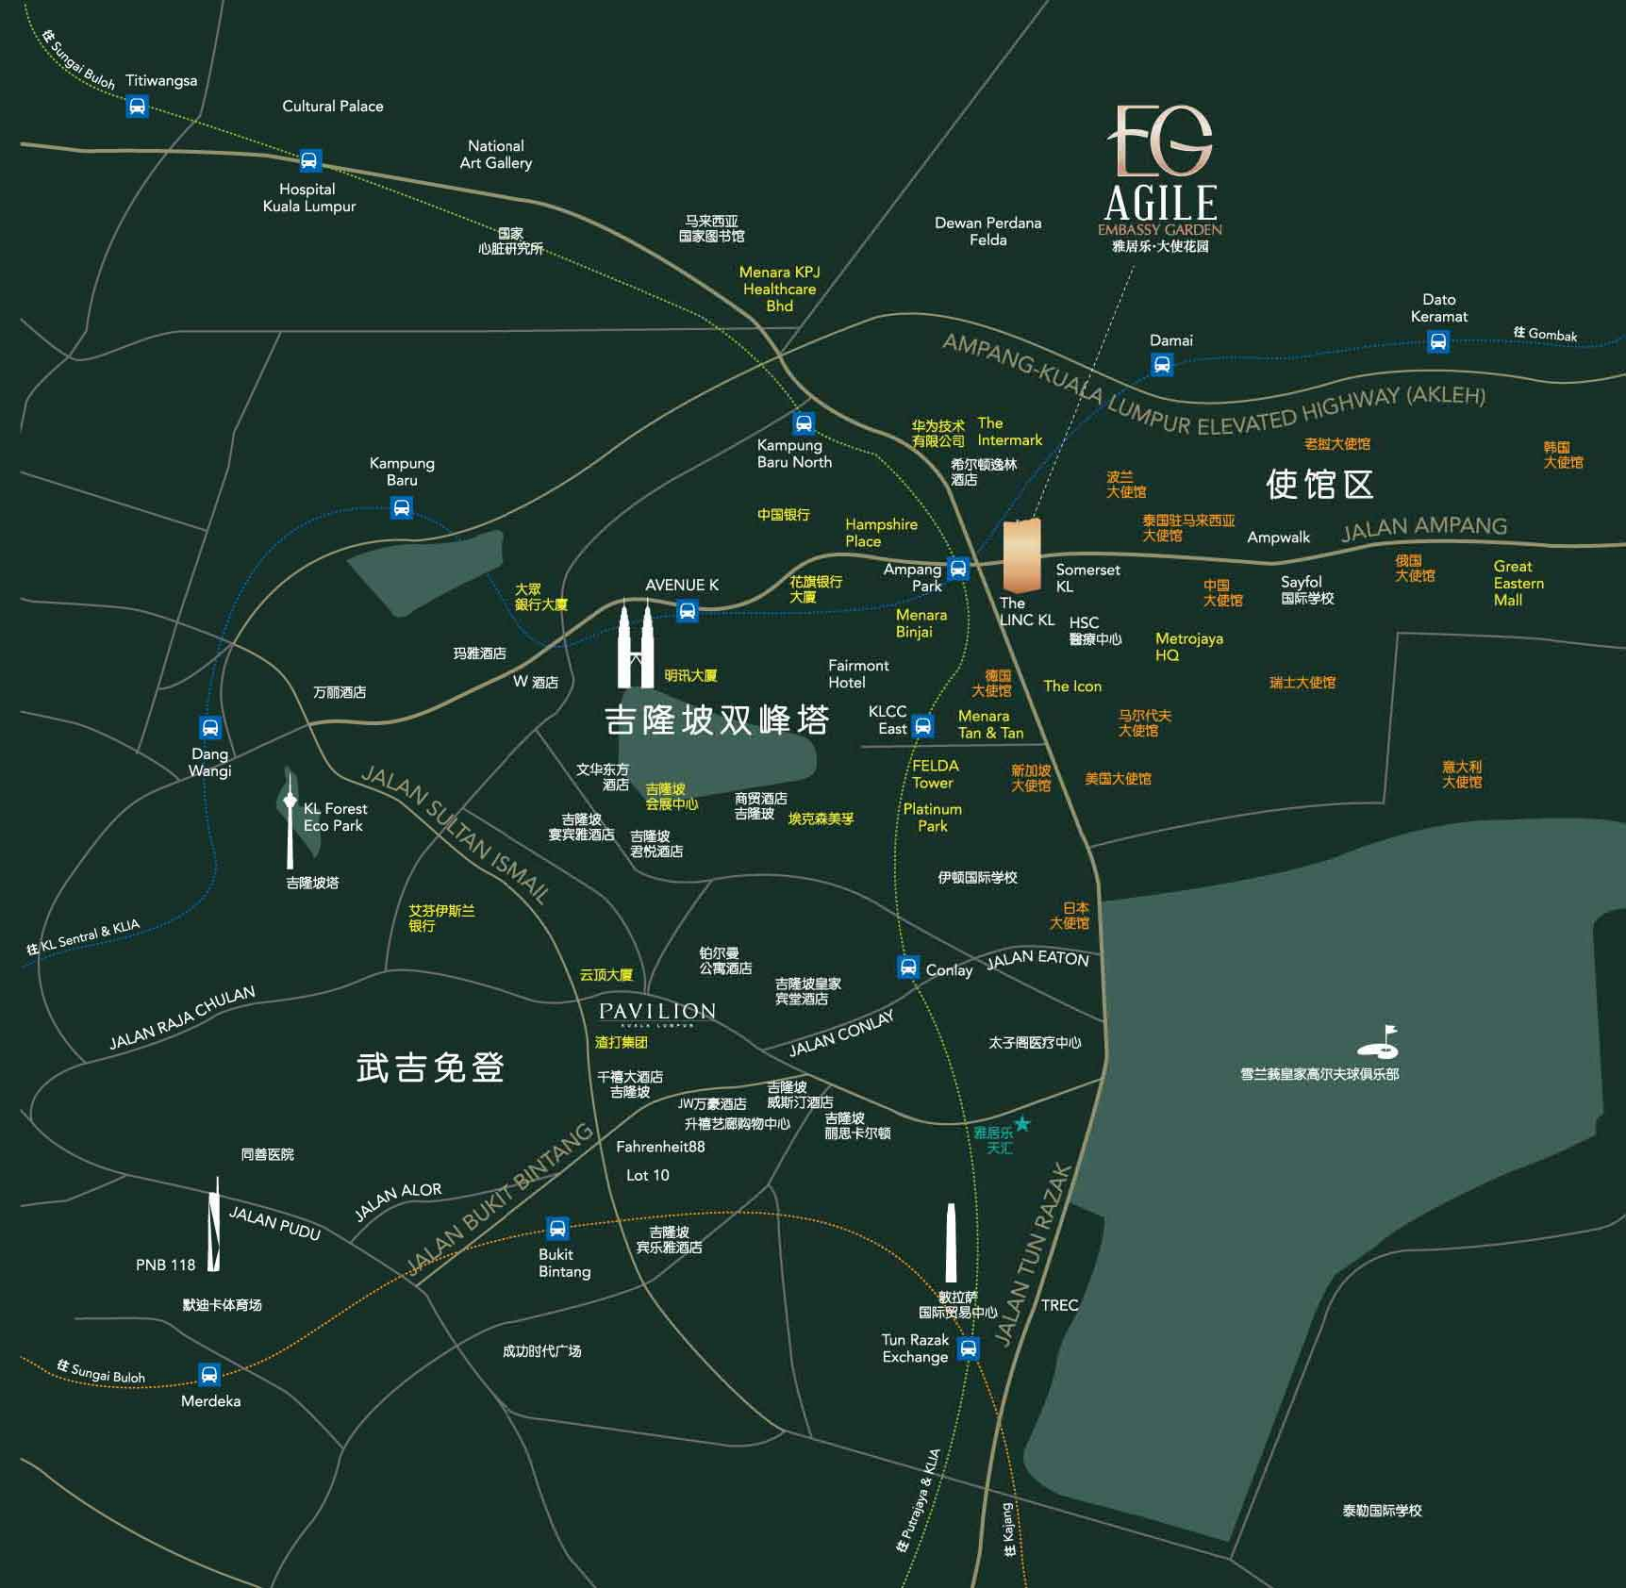 往 Sungai Buloh
Titiwangsa
Cultural Palace
National
Art Gallery
Hospital
Kuala Lumpur
国家
心脏研究所
马来西亚
国家图书馆
Menara KPJ
Healthcare
Bhd
Dewan Perdana
Felda
EG
AGILE
EMBASSY GARDEN
雅居乐·大使花园
Dato
Keramat
往 Gombak
Damai
AMPANG-KUALA LUMPUR ELEVATED HIGHWAY (AKLEH)
Kampung
Baru North
华为技术
有限公司
The
Intermark
希尔顿逸林
酒店
老挝大使馆
韩国
大使馆
波兰
大使馆
使馆区
Kampung
Baru
中国银行
Hampshire
Place
泰国驻马来西亚
大使馆
Ampwalk
JALAN AMPANG
Ampang
Park
Somerset
KL
俄国
大使馆
Great
Eastern
Mall
中国
大使馆
Sayfol
国际学校
大眾
銀行大廈
AVENUE K
花旗银行
大厦
Menara
Binjai
The
LINC KL
HSC
醫療中心
Metrojaya
HQ
玛雅酒店
W 酒店
明讯大厦
Fairmont
Hotel
德国
大使馆
The Icon
瑞士大使馆
万丽酒店
吉隆坡双峰塔
KLCC
East
Menara
Tan & Tan
马尔代夫
大使馆
Dang
Wangi
JALAN SULTAN ISMAIL
文华东方
酒店
吉隆坡
会展中心
商贸酒店
吉隆玻
埃克森美孚
FELDA
Tower
Platinum
Park
新加坡
大使馆
美国大使馆
意大利
大使馆
KL Forest
Eco Park
吉隆坡塔
吉隆坡
宴宾雅酒店
吉隆坡
君悦酒店
伊顿国际学校
日本
大使馆
艾芬伊斯兰
银行
往 KL Sentral & KLIA
云顶大厦
铂尔曼
公寓酒店
吉隆坡皇家
宾堂酒店
Conlay
JALAN EATON
JALAN RAJA CHULAN
PAVILION
KUALA LUMPUR
渣打集团
JALAN CONLAY
太子阁医疗中心
武吉免登
千禧大酒店
吉隆坡
JW万豪酒店
吉隆坡
威斯汀酒店
升禧艺廊购物中心
吉隆坡
丽思卡尔顿
雪兰莪皇家高尔夫球俱乐部
雅居乐
天汇
Fahrenheit88
Lot 10
同善医院
JALAN ALOR
JALAN BUKIT BINTANG
JALAN PUDU
PNB 118
默迪卡体育场
Bukit
Bintang
吉隆坡
宾乐雅酒店
敦拉萨
国际贸易中心
JALAN TUN RAZAK
TREC
Tun Razak
Exchange
成功时代广场
往 Sungai Buloh
Merdeka
往 Putrajaya & KLIA
往 Kajang
泰勒国际学校